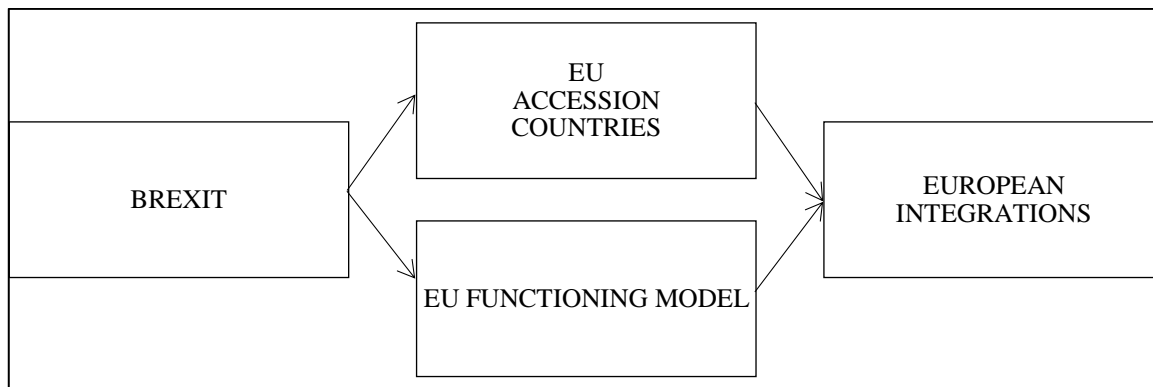 BREXIT
EU
ACCESSION
COUNTRIES
EU FUNCTIONING MODEL
EUROPEAN
INTEGRATIONS